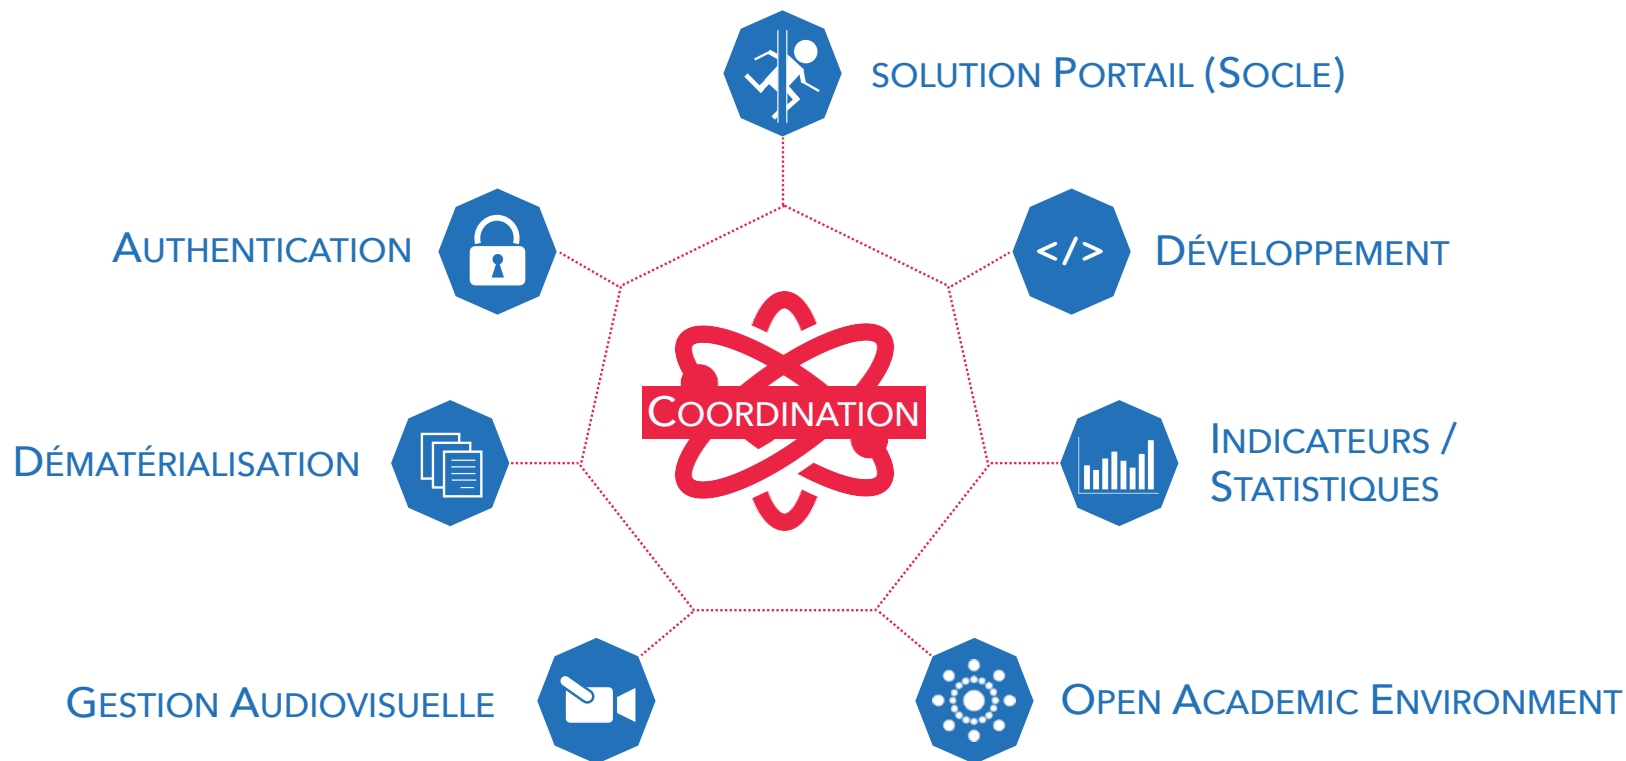 SOLUTION PORTAIL (SOCLE)
AUTHENTICATION
</>
DÉVELOPPEMENT
COORDINATION
DÉMATÉRIALISATION
INDICATEURS /
STATISTIQUES
GESTION AUDIOVISUELLE
OPEN ACADEMIC ENVIRONMENT